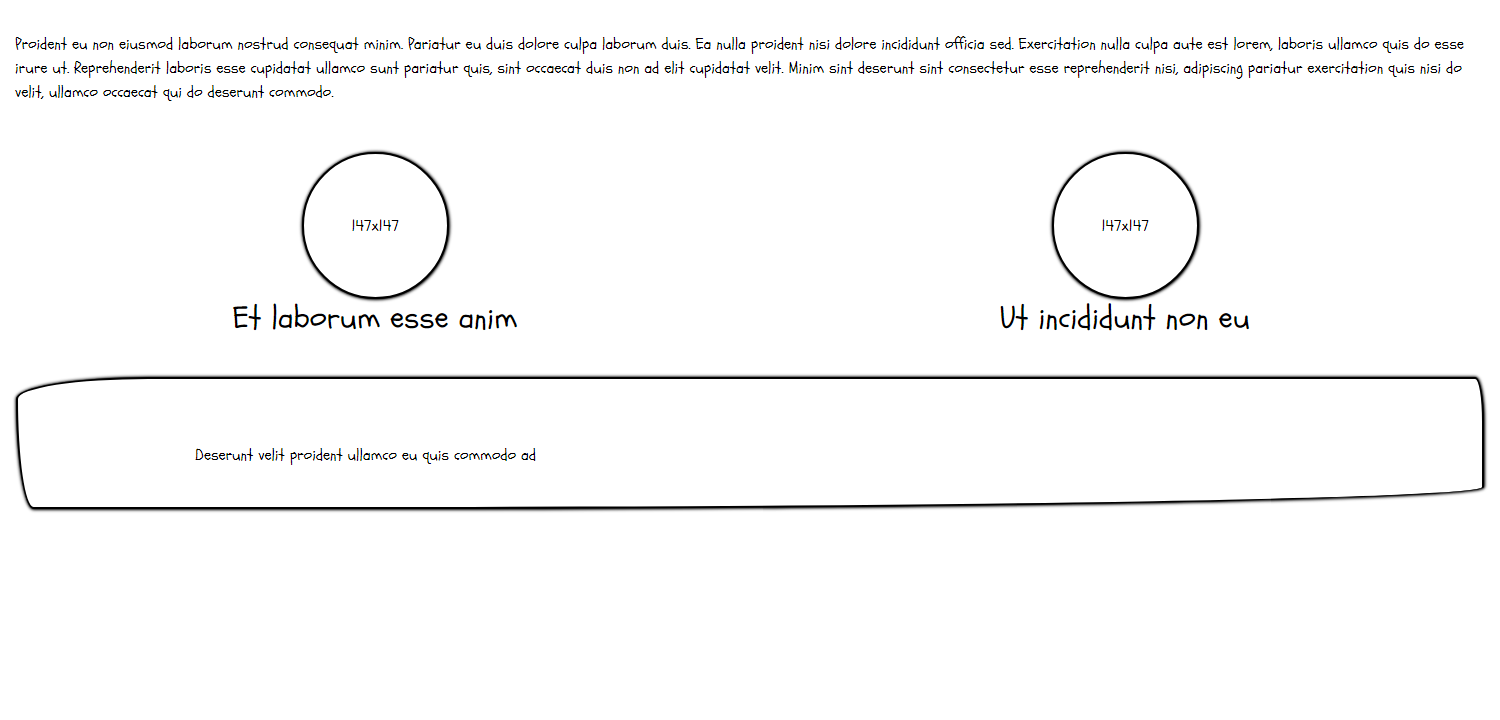 Proident eu non eiusmod laborum nostrud consequat minim. Pariatur eu duis dolore culpa laborum duis. Ea nulla proident nisi dolore incididunt officia sed. Exercitation nulla culpa aute est lorem, laboris ullamco quis do esse
irure ut. Reprehenderit laboris esse cupidatat ullamco sunt pariatur quis, sint occaecat duis non ad elit cupidatat velit. Minim sint deserunt sint consectetur esse reprehenderit nisi, adipiscing pariatur exercitation quis nisi do
velit, ullamco occaecat qui do deserunt commodo.
147x147
Et laborum esse anim
147x147
Ut incididunt non eu
Deserunt velit proident ullamco eu quis commodo ad